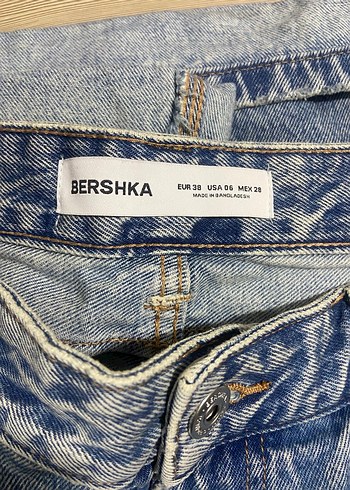 BERSHKA
EUR 38 USA 06 MEX 28
MADE IN BANGLADESH